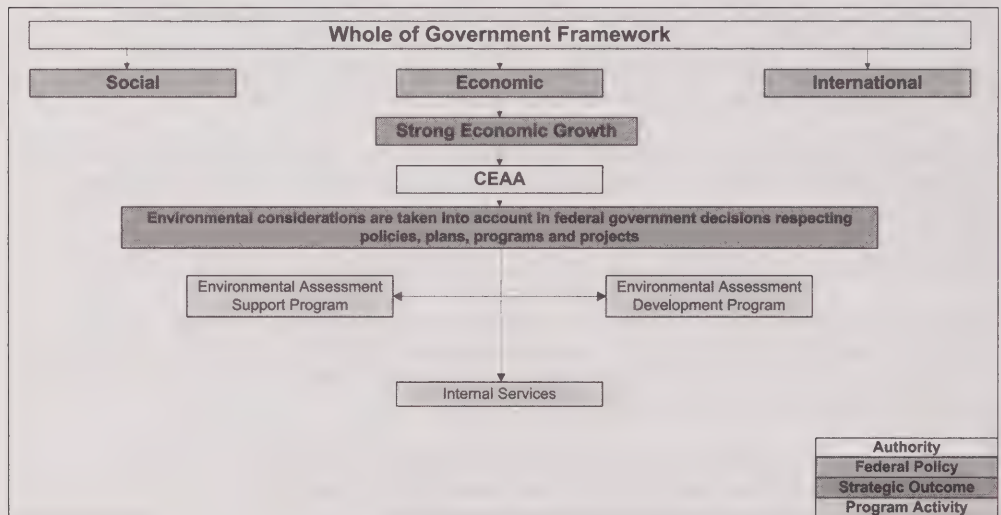 Whole of Government Framework
Social
Economic
International
Strong Economic Growth
CEAA
Environmental considerations are taken into account in federal government decisions respecting
policies, plans, programs and projects
Environmental Assessment
Support Program
Environmental Assessment
Development Program
Internal Services
Authority
Federal Policy
Strategic Outcome
Program Activity